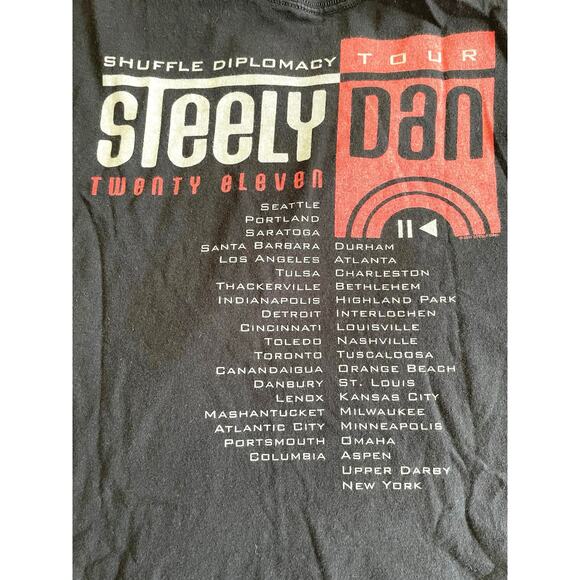 SHUFFLE DIPLOMACY TOUR
STEELY DAN
TWENTY ELEVEN
SEATTLE
PORTLAND
SARATOGA
SANTA BARBARA
LOS ANGELES
TULSA
THACKERVILLE
INDIANAPOLIS
DETROIT
CINCINNATI
TOLEDO
TORONTO
CANANDAIGUA
DANBURY
LENOX
MASHANTUCKET
ATLANTIC CITY
PORTSMOUTH
COLUMBIA
DURHAM
ATLANTA
CHARLESTON
BETHLEHEM
HIGHLAND PARK
INTERLOCHEN
LOUISVILLE
NASHVILLE
TUSCALOOSA
ORANGE BEACH
ST. LOUIS
KANSAS CITY
MILWAUKEE
MINNEAPOLIS
OMAHA
ASPEN
UPPER DARBY
NEW YORK